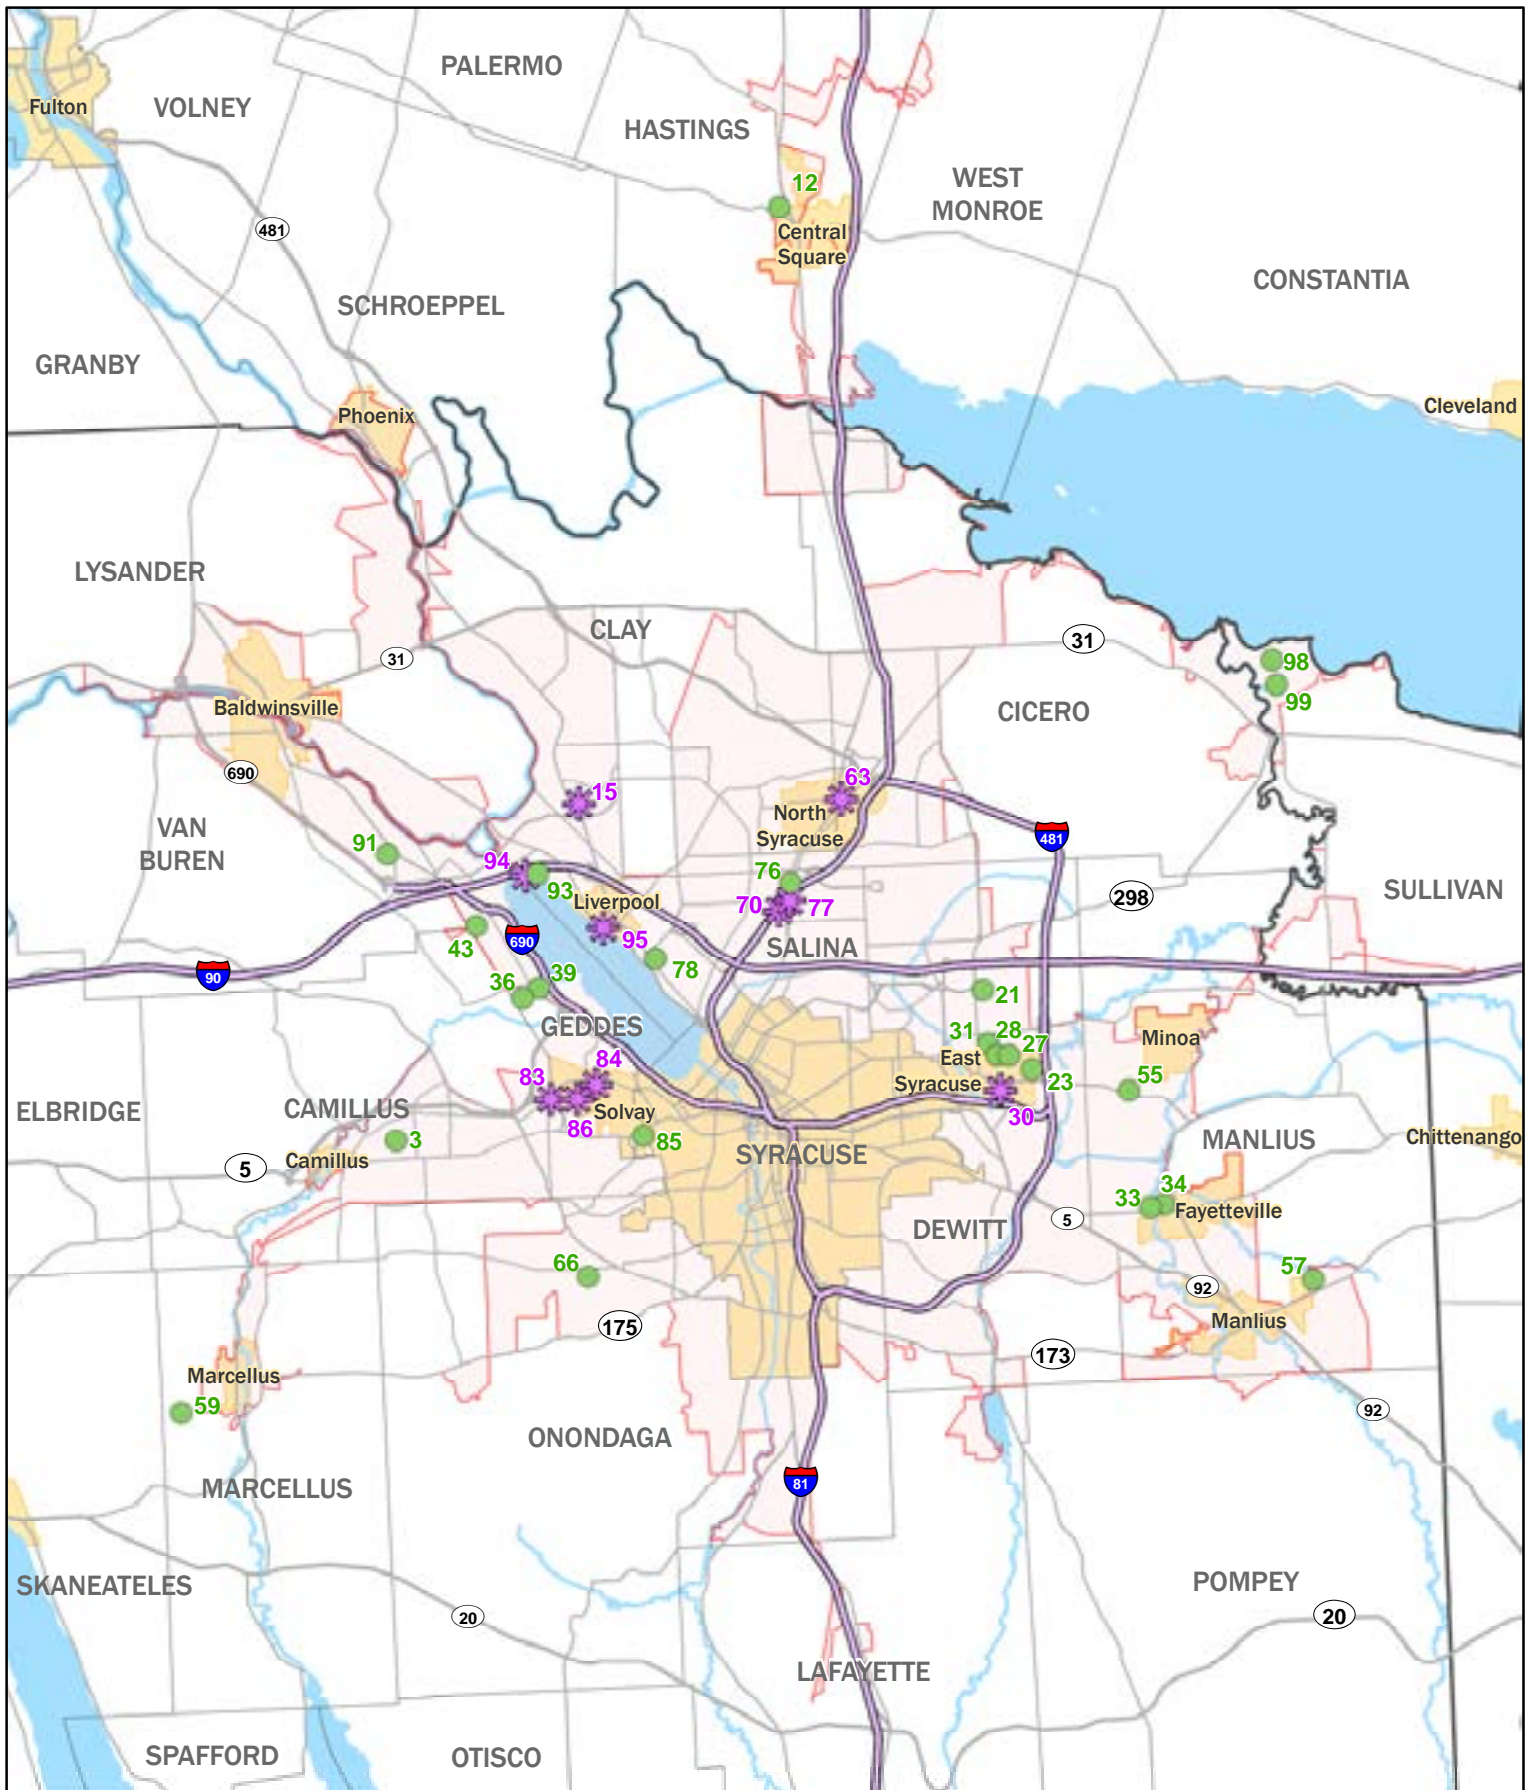 PALERMO
Fulton
VOLNEY
HASTINGS
WEST
MONROE
12
481
Central
Square
CONSTANTIA
SCHROEPPEL
GRANBY
Cleveland
Phoenix
LYSANDER
CLAY
31
31
98
99
Baldwinsville
CICERO
690
63
15
North
Syracuse
VAN
BUREN
91
481
94
93
76
Liverpool
70
77
298
SULLIVAN
43
690
95
SALINA
78
90
36
39
21
GEDDES
31
28
27
Minoa
East
Syracuse
84
83
23
55
ELBRIDGE
CAMILLUS
Solvay
86
30
3
85
MANLIUS
Chittenango
SYRACUSE
5
Camillus
33
34
Fayetteville
5
DEWITT
66
57
92
175
Manlius
173
Marcellus
59
92
ONONDAGA
81
MARCELLUS
SKANEATELES
POMPEY
20
20
LAFAYETTE
SPAFFORD
OTISCO